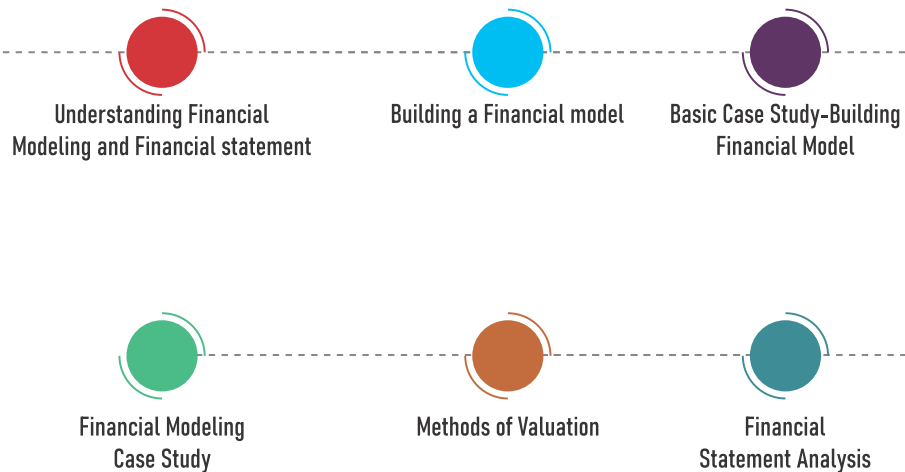 Understanding Financial
Modeling and Financial statement
Building a Financial model
Basic Case Study-Building
Financial Model
Financial Modeling
Case Study
Methods of Valuation
Financial
Statement Analysis